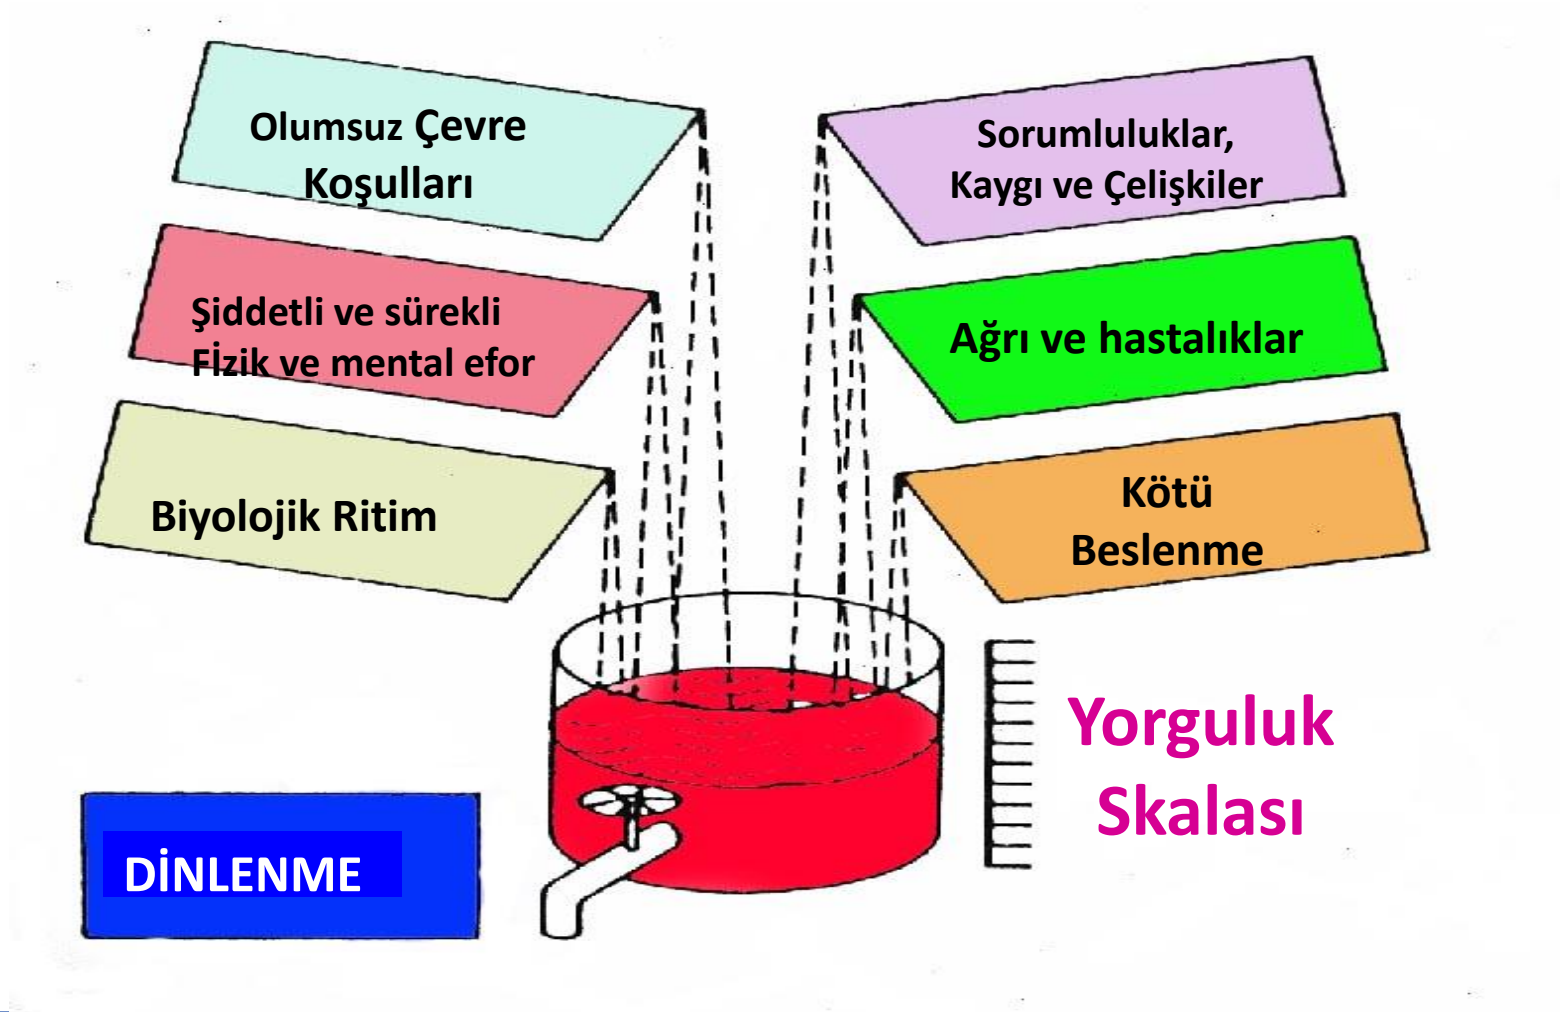 Olumsuz Çevre
Koşulları
Şiddetli ve sürekli
Fİzik ve mental efor
Biyolojik Ritim
Sorumluluklar,
Kaygı ve Çelişkiler
Ağrı ve hastalıklar
Kötü
Beslenme
Yorguluk
Skalası
DİNLENME